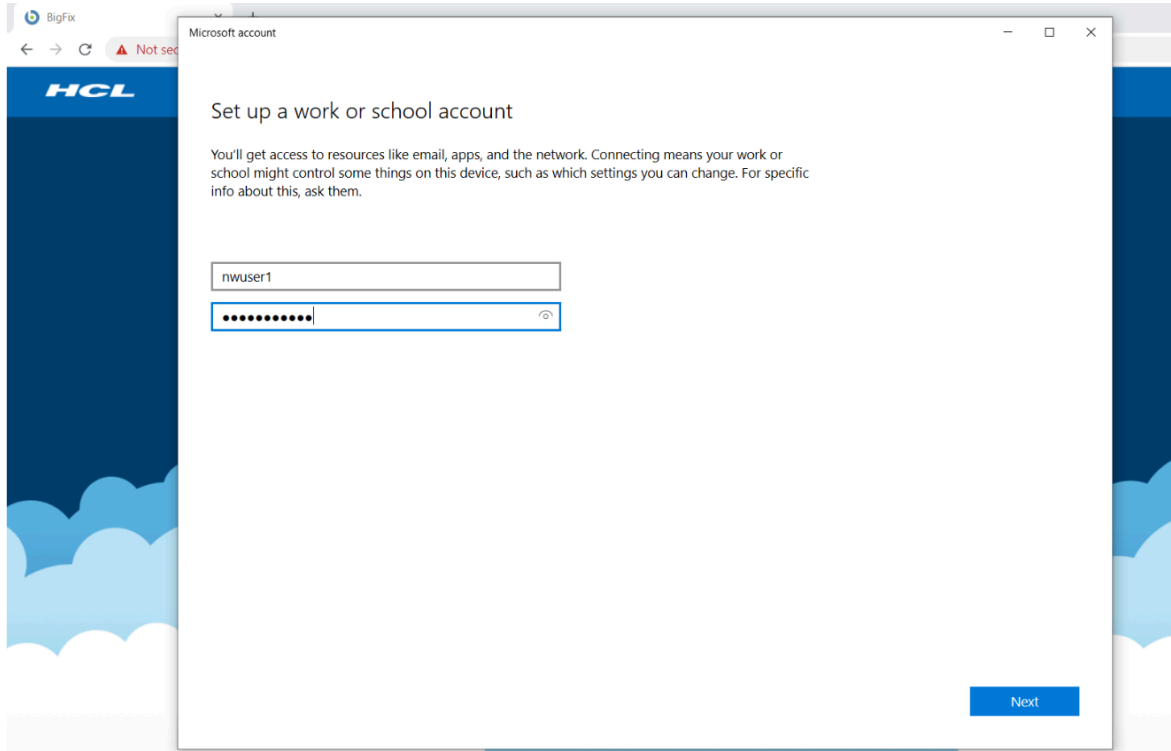 BigFix
Microsoft account
Not sec
HCL
Set up a work or school account
You'll get access to resources like email, apps, and the network. Connecting means your work or
school might control some things on this device, such as which settings you can change. For specific
info about this, ask them.
nwuser1
•••••••••••
Next